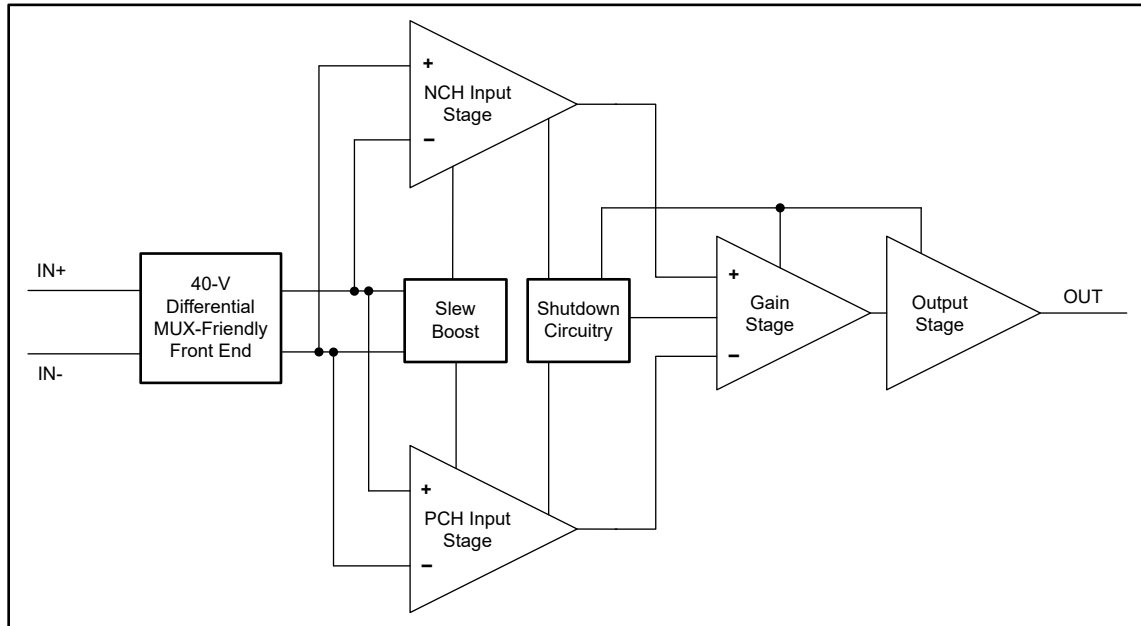 +
NCH Input
Stage
−
IN+
40-V
Differential
MUX-Friendly
Front End
IN-
Slew
Boost
Shutdown
Circuitry
+
Gain
Stage
−
Output
Stage
OUT
+
PCH Input
Stage
−